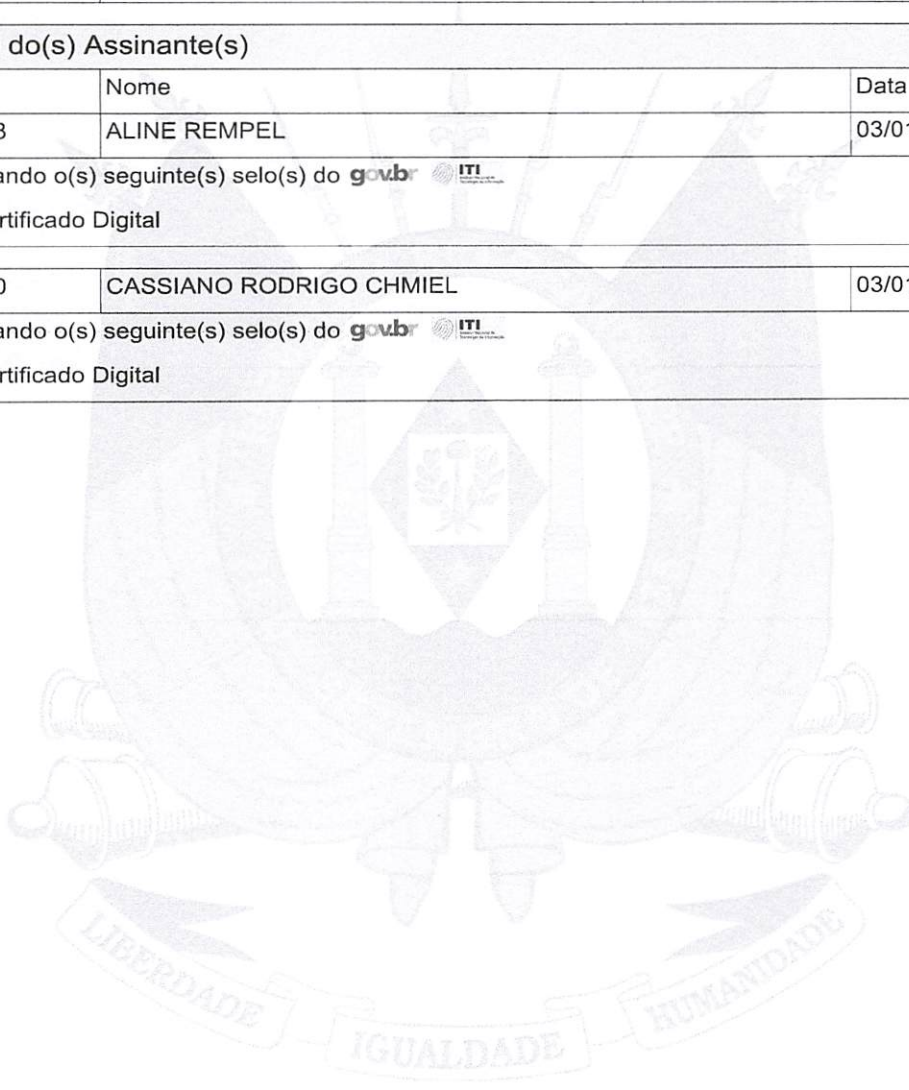 do(s) Assinante(s)
Nome Data
3 ALINE REMPEL 03/01
ando o(s) seguinte(s) selo(s) do gov.br ITI
rtificado Digital
0 CASSIANO RODRIGO CHMIEL 03/01
ando o(s) seguinte(s) selo(s) do gov.br ITI
rtificado Digital
LIBERDADE IGUALDADE HUMANIDADE